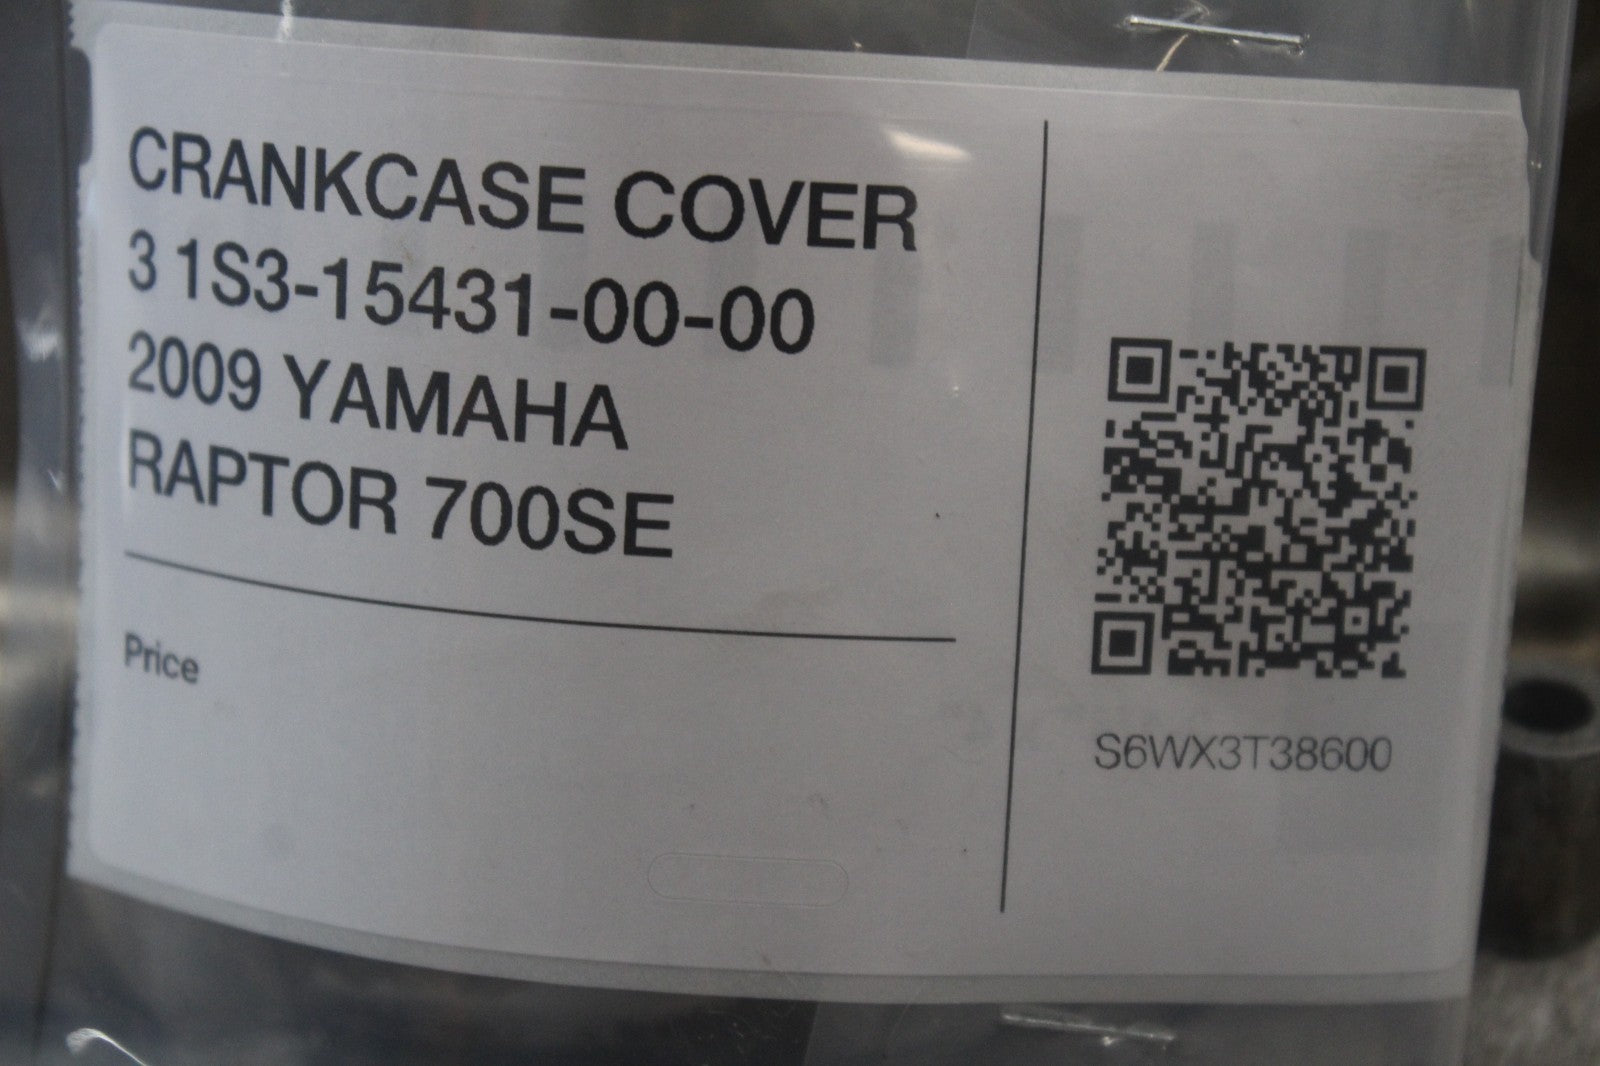 CRANKCASE COVER
3 1S3-15431-00-00
2009 YAMAHA
RAPTOR 700SE
Price
S6WX3T38600